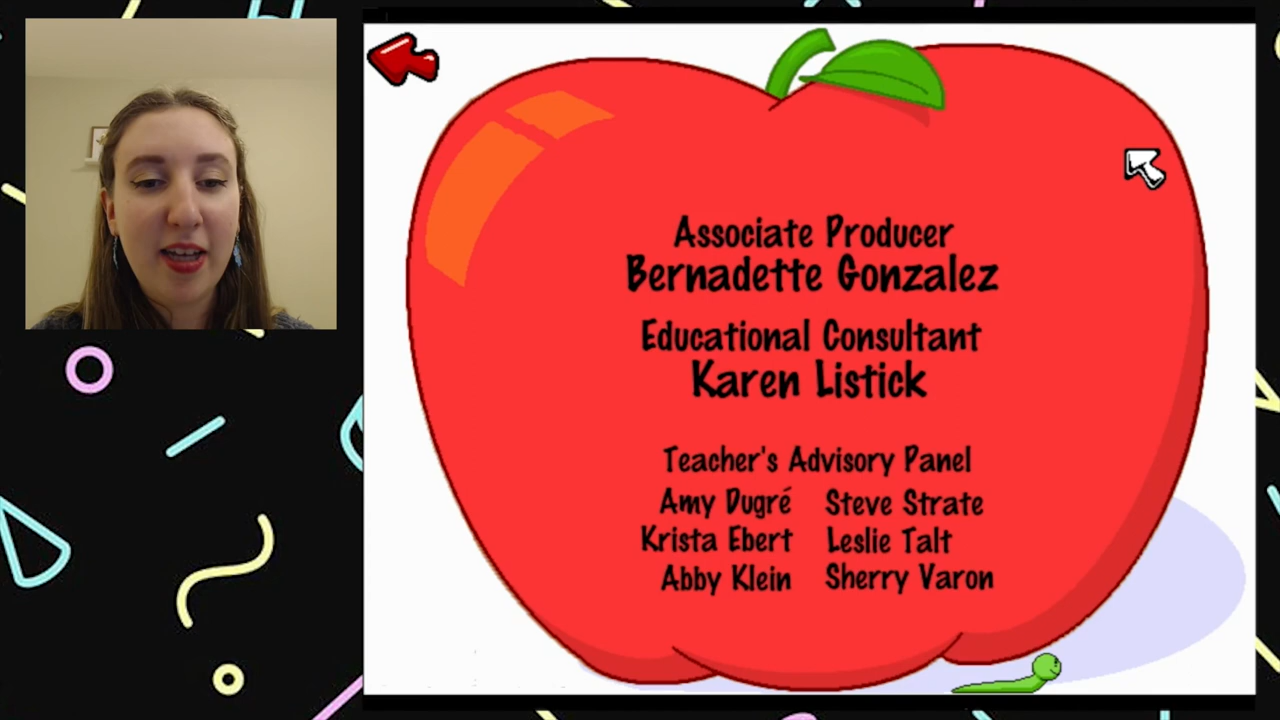 Associate Producer
Bernadette Gonzalez
Educational Consultant
Karen Listick
Teacher's Advisory Panel
Amy Dugré Steve Strate
Krista Ebert Leslie Talt
Abby Klein Sherry Varon